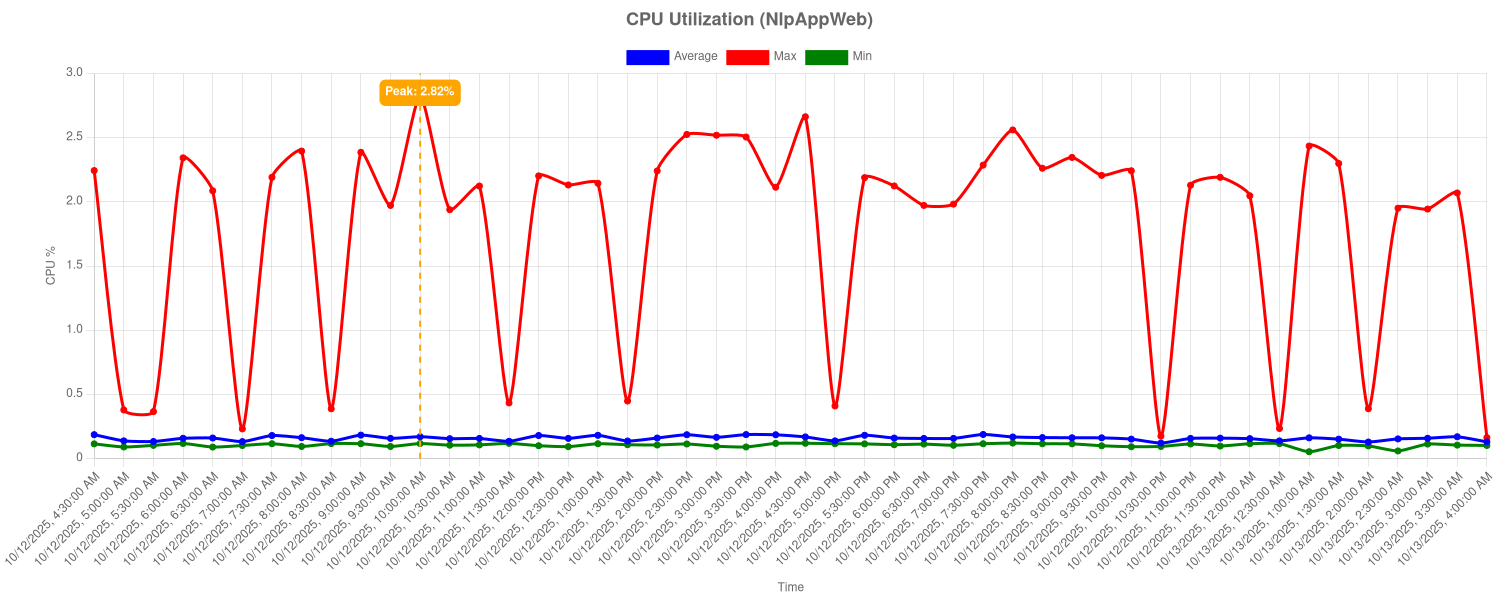 CPU Utilization (NlpAppWeb)
Average Max Min
3.0
Peak: 2.82%
2.5
2.0
1.5
CPU %
1.0
0.5
0
10/12/2025, 4:30:00 AM
10/12/2025, 5:00:00 AM
10/12/2025, 5:30:00 AM
10/12/2025, 6:00:00 AM
10/12/2025, 6:30:00 AM
10/12/2025, 7:00:00 AM
10/12/2025, 7:30:00 AM
10/12/2025, 8:00:00 AM
10/12/2025, 8:30:00 AM
10/12/2025, 9:00:00 AM
10/12/2025, 9:30:00 AM
10/12/2025, 10:00:00 AM
10/12/2025, 10:30:00 AM
10/12/2025, 11:00:00 AM
10/12/2025, 11:30:00 AM
10/12/2025, 12:00:00 PM
10/12/2025, 12:30:00 PM
10/12/2025, 1:00:00 PM
10/12/2025, 1:30:00 PM
10/12/2025, 2:00:00 PM
10/12/2025, 2:30:00 PM
10/12/2025, 3:00:00 PM
10/12/2025, 3:30:00 PM
10/12/2025, 4:00:00 PM
10/12/2025, 4:30:00 PM
10/12/2025, 5:00:00 PM
10/12/2025, 5:30:00 PM
10/12/2025, 6:00:00 PM
10/12/2025, 6:30:00 PM
10/12/2025, 7:00:00 PM
10/12/2025, 7:30:00 PM
10/12/2025, 8:00:00 PM
10/12/2025, 8:30:00 PM
10/12/2025, 9:00:00 PM
10/12/2025, 9:30:00 PM
10/12/2025, 10:00:00 PM
10/12/2025, 10:30:00 PM
10/12/2025, 11:00:00 PM
10/12/2025, 11:30:00 PM
10/13/2025, 12:00:00 AM
10/13/2025, 12:30:00 AM
10/13/2025, 1:00:00 AM
10/13/2025, 1:30:00 AM
10/13/2025, 2:00:00 AM
10/13/2025, 2:30:00 AM
10/13/2025, 3:00:00 AM
10/13/2025, 3:30:00 AM
10/13/2025, 4:00:00 AM
Time